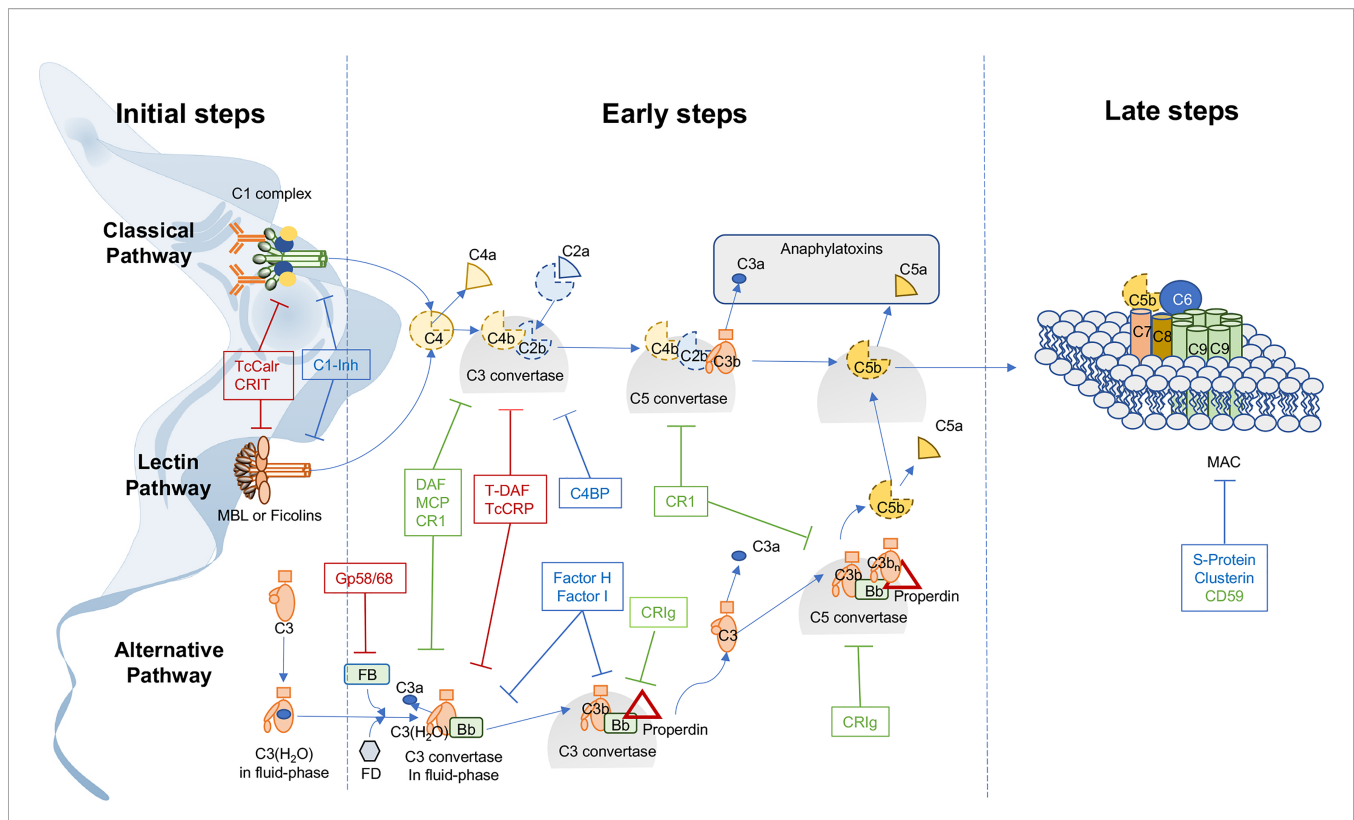 Initial steps
Early steps
Late steps
C1 complex
Classical
Pathway
C4a
C2a
Anaphylatoxins
C3a
C5a
C4
C4b
C2b
C3 convertase
C4b
C2b
C3b
C5 convertase
C5b
C5b
C6
C7
C8
C9
C9
MAC
TcCalr
CRIT
C1-Inh
Lectin
Pathway
MBL or Ficolins
DAF
MCP
CR1
T-DAF
TcCRP
C4BP
CR1
C5a
C5b
S-Protein
Clusterin
CD59
C3
Gp58/68
Factor H
Factor I
CRIg
C3a
C3
C3b
C3bn
Bb
Properdin
C5 convertase
Alternative
Pathway
FB
C3a
C3(H2O)
Bb
C3 convertase
In fluid-phase
C3b
Bb
Properdin
C3 convertase
CRIg
C3(H2O)
in fluid-phase
FD